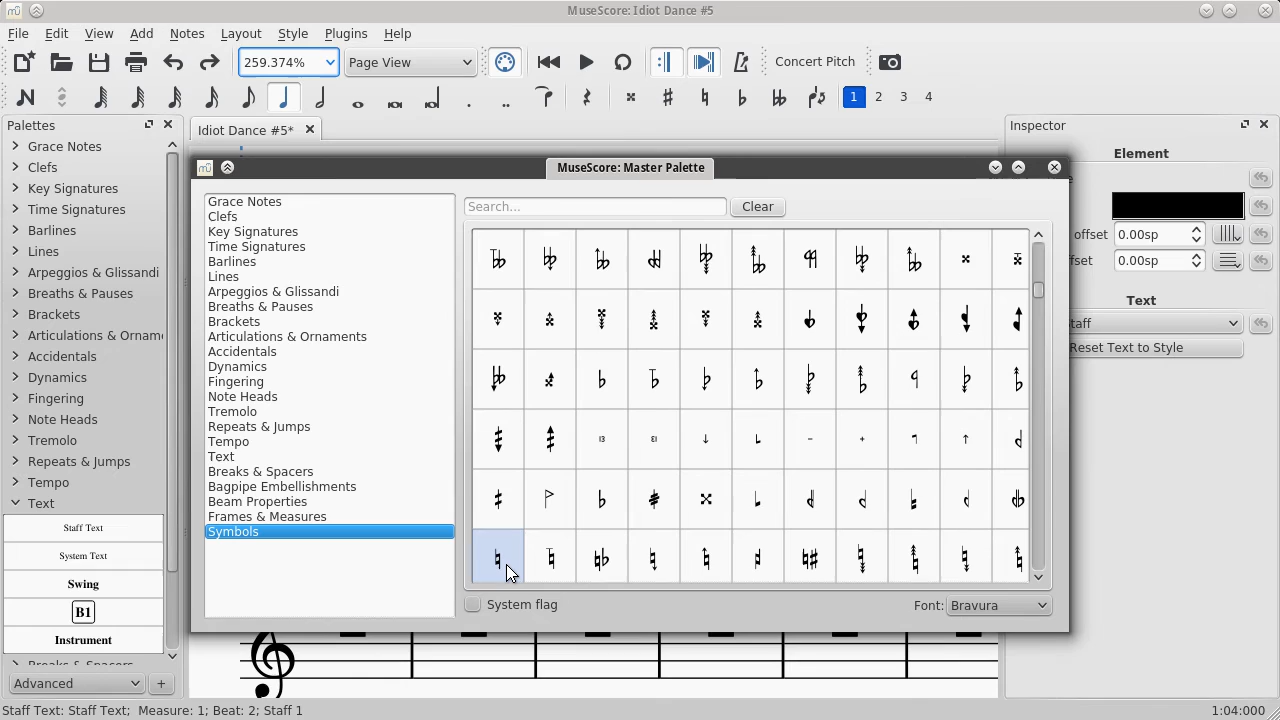 MuseScore: Idiot Dance #5
File Edit View Add Notes Layout Style Plugins Help
259.374% Page View Concert Pitch
1 2 3 4
Palettes
Idiot Dance #5*
Inspector
Grace Notes
Clefs
Key Signatures
Time Signatures
Barlines
Lines
Arpeggios & Glissandi
Breaths & Pauses
Brackets
Articulations & Orname
Accidentals
Dynamics
Fingering
Note Heads
Tremolo
Repeats & Jumps
Tempo
Text
Staff Text
System Text
Swing
B1
Instrument
Breaks & Spacers
Advanced
+
MuseScore: Master Palette
Grace Notes
Clefs
Key Signatures
Time Signatures
Barlines
Lines
Arpeggios & Glissandi
Breaths & Pauses
Brackets
Articulations & Ornaments
Accidentals
Dynamics
Fingering
Note Heads
Tremolo
Repeats & Jumps
Tempo
Text
Breaks & Spacers
Bagpipe Embellishments
Beam Properties
Frames & Measures
Symbols
Search...
Clear
System flag
Font: Bravura
Element
offset 0.00sp
ffset 0.00sp
Text
taff
Reset Text to Style
Staff Text: Staff Text; Measure: 1; Beat: 2; Staff 1
1:04:000